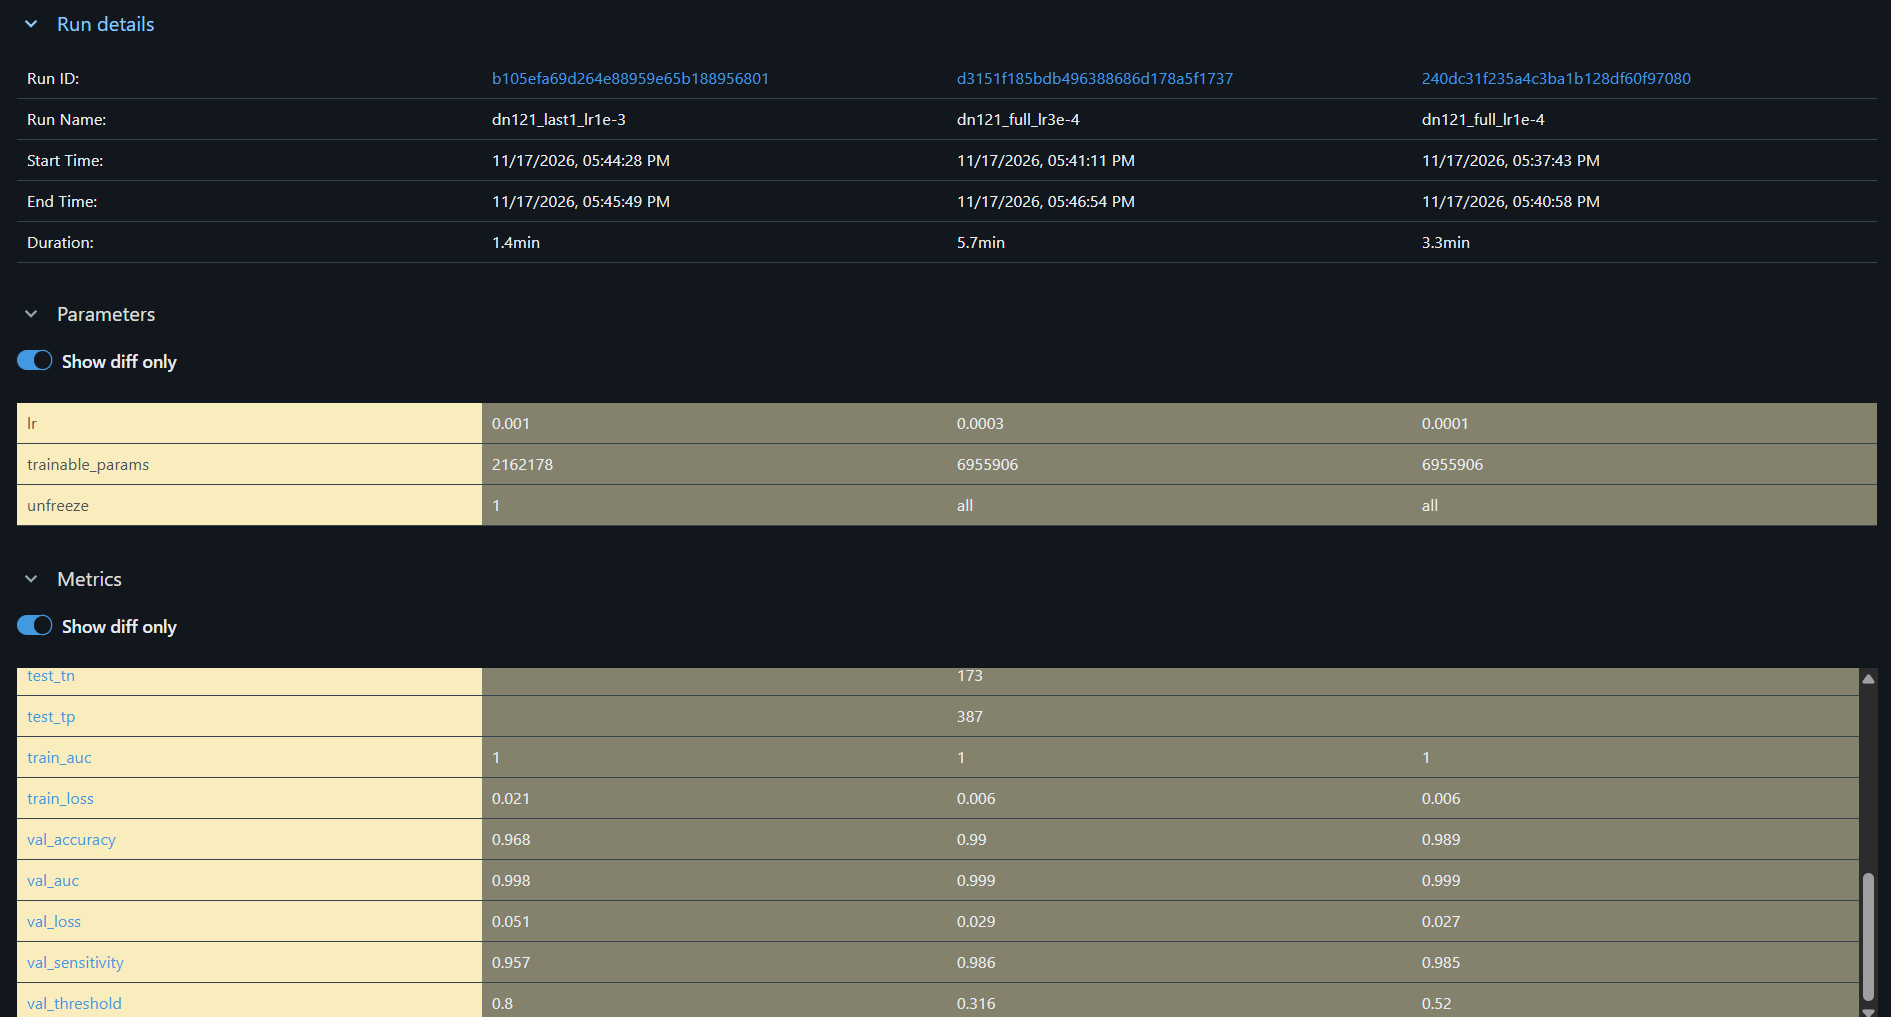 Run details
Run ID: b105efa69d264e88959e65b188956801 d3151f185bdb496388686d178a5f1737 240dc31f235a4c3ba1b128df60f97080
Run Name: dn121_last1_lr1e-3 dn121_full_lr3e-4 dn121_full_lr1e-4
Start Time: 11/17/2026, 05:44:28 PM 11/17/2026, 05:41:11 PM 11/17/2026, 05:37:43 PM
End Time: 11/17/2026, 05:45:49 PM 11/17/2026, 05:46:54 PM 11/17/2026, 05:40:58 PM
Duration: 1.4min 5.7min 3.3min
Parameters
Show diff only
lr 0.001 0.0003 0.0001
trainable_params 2162178 6955906 6955906
unfreeze 1 all all
Metrics
Show diff only
test_tn 173
test_tp 387
train_auc 1 1 1
train_loss 0.021 0.006 0.006
val_accuracy 0.968 0.99 0.989
val_auc 0.998 0.999 0.999
val_loss 0.051 0.029 0.027
val_sensitivity 0.957 0.986 0.985
val_threshold 0.8 0.316 0.52